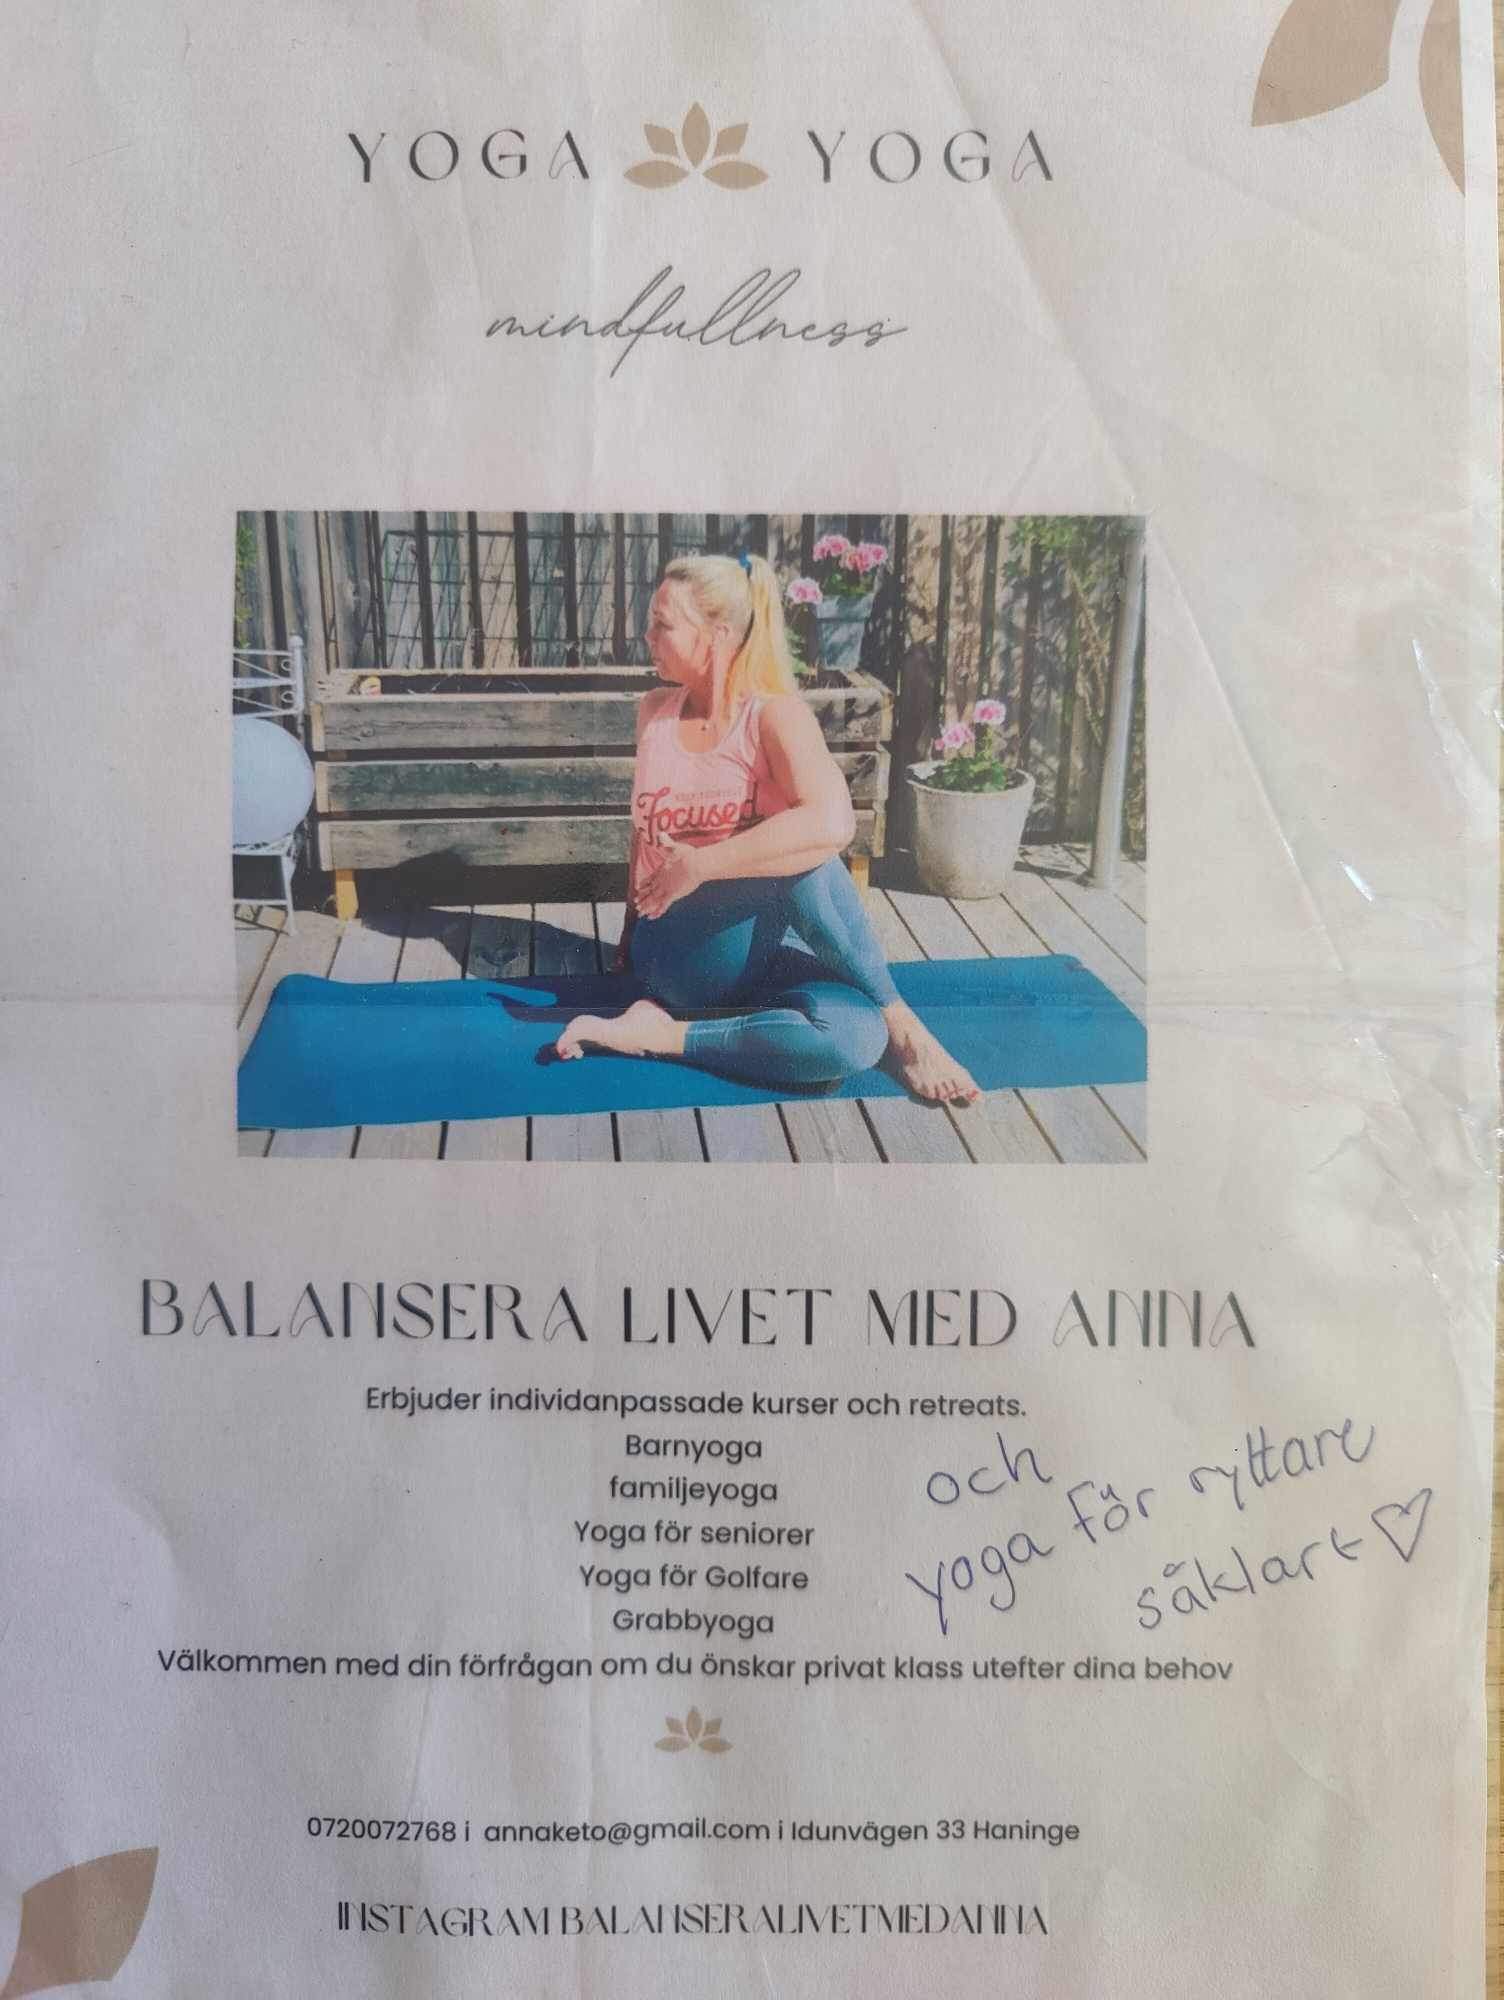 YOGA YOGA
mindfullness
Focused
BALANSERA LIVET MED ANNA
Erbjuder individanpassade kurser och retreats.
Barnyoga
familjeyoga
Yoga för seniorer
Yoga för Golfare
Grabbyoga
och
yoga för ryttare
såklart ♡
Välkommen med din förfrågan om du önskar privat klass utefter dina behov
0720072768 i annaketo@gmail.com i Idunvägen 33 Haninge
INSTAGRAM BALANSERALIVETMEDANNA